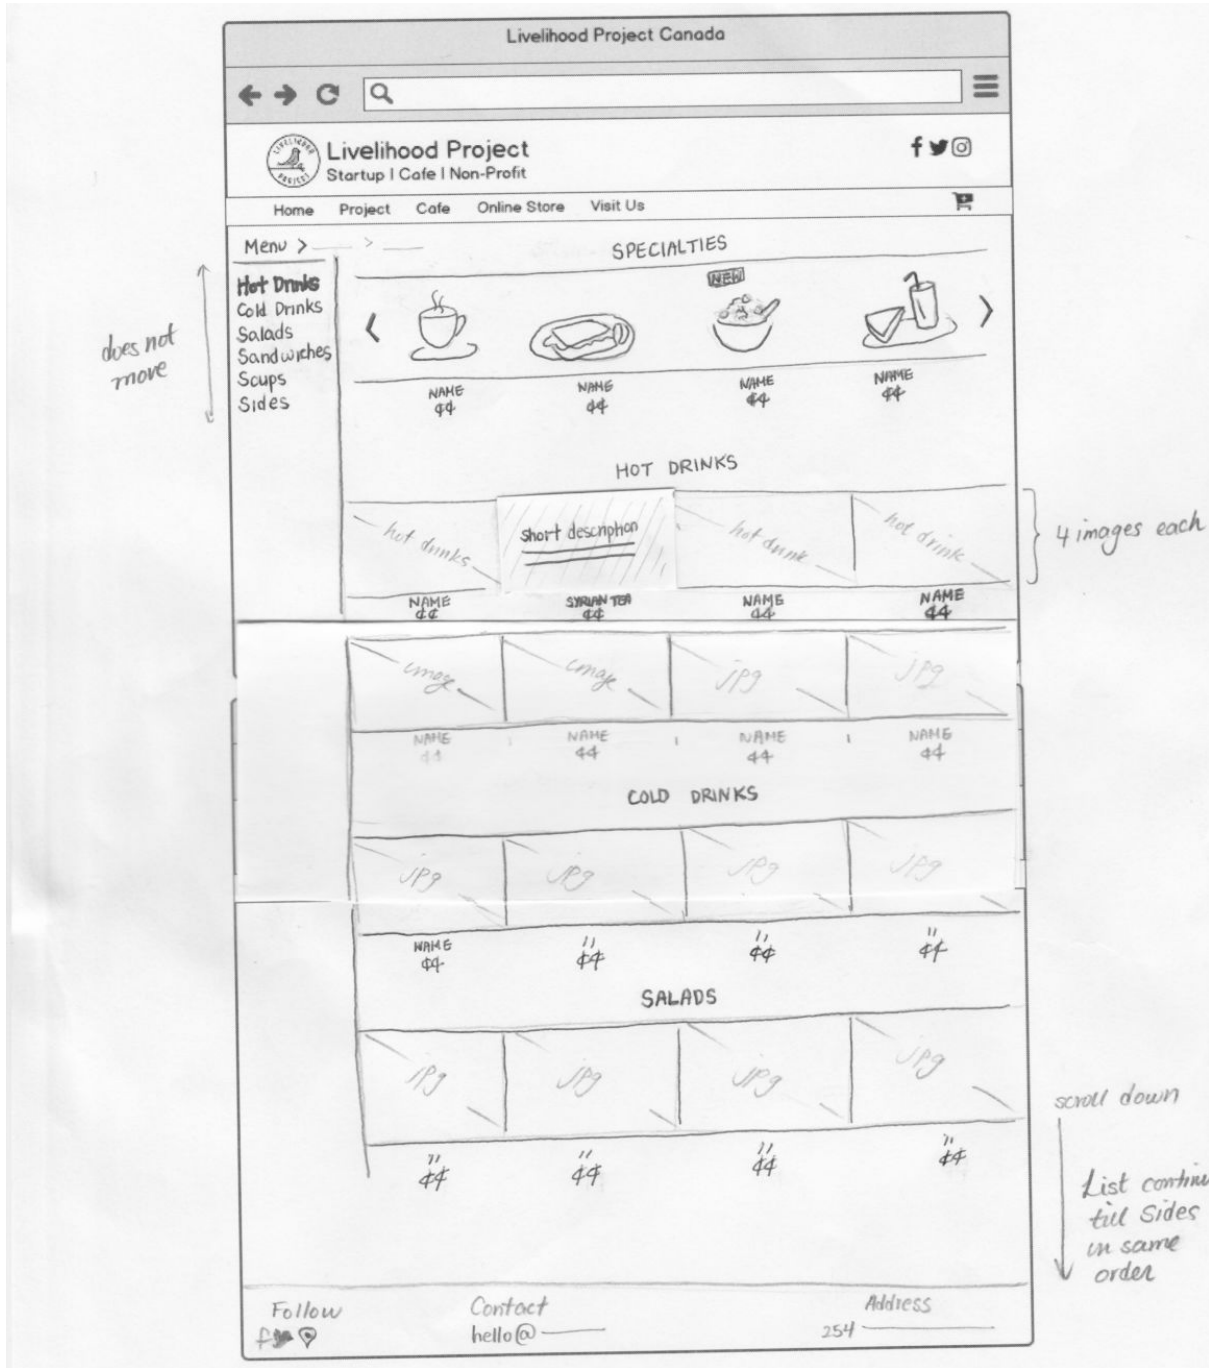 Livelihood Project Canada
LIVELIHOOD PROJECT
Livelihood Project
Startup | Cafe | Non-Profit
Home Project Cafe Online Store Visit Us
Menu > >
SPECIALTIES
NEW
Hot Drinks
Cold Drinks
Salads
Sandwiches
Soups
Sides
does not
move
NAME NAME NAME NAME
¢¢ ¢¢ ¢¢ ¢¢
HOT DRINKS
hot drinks Short description hot drink hot drink
4 images each
NAME SYRIAN TEA NAME NAME
¢¢ ¢¢ ¢¢ ¢¢
image image jpg jpg
NAME NAME NAME NAME
¢¢ ¢¢ ¢¢ ¢¢
COLD DRINKS
jpg jpg jpg jpg
NAME " " "
¢¢ ¢¢ ¢¢ ¢¢
SALADS
jpg jpg jpg jpg
" " " "
¢¢ ¢¢ ¢¢ ¢¢
scroll down
List continu
till Sides
in same
order
Follow Contact Address
hello@ 254